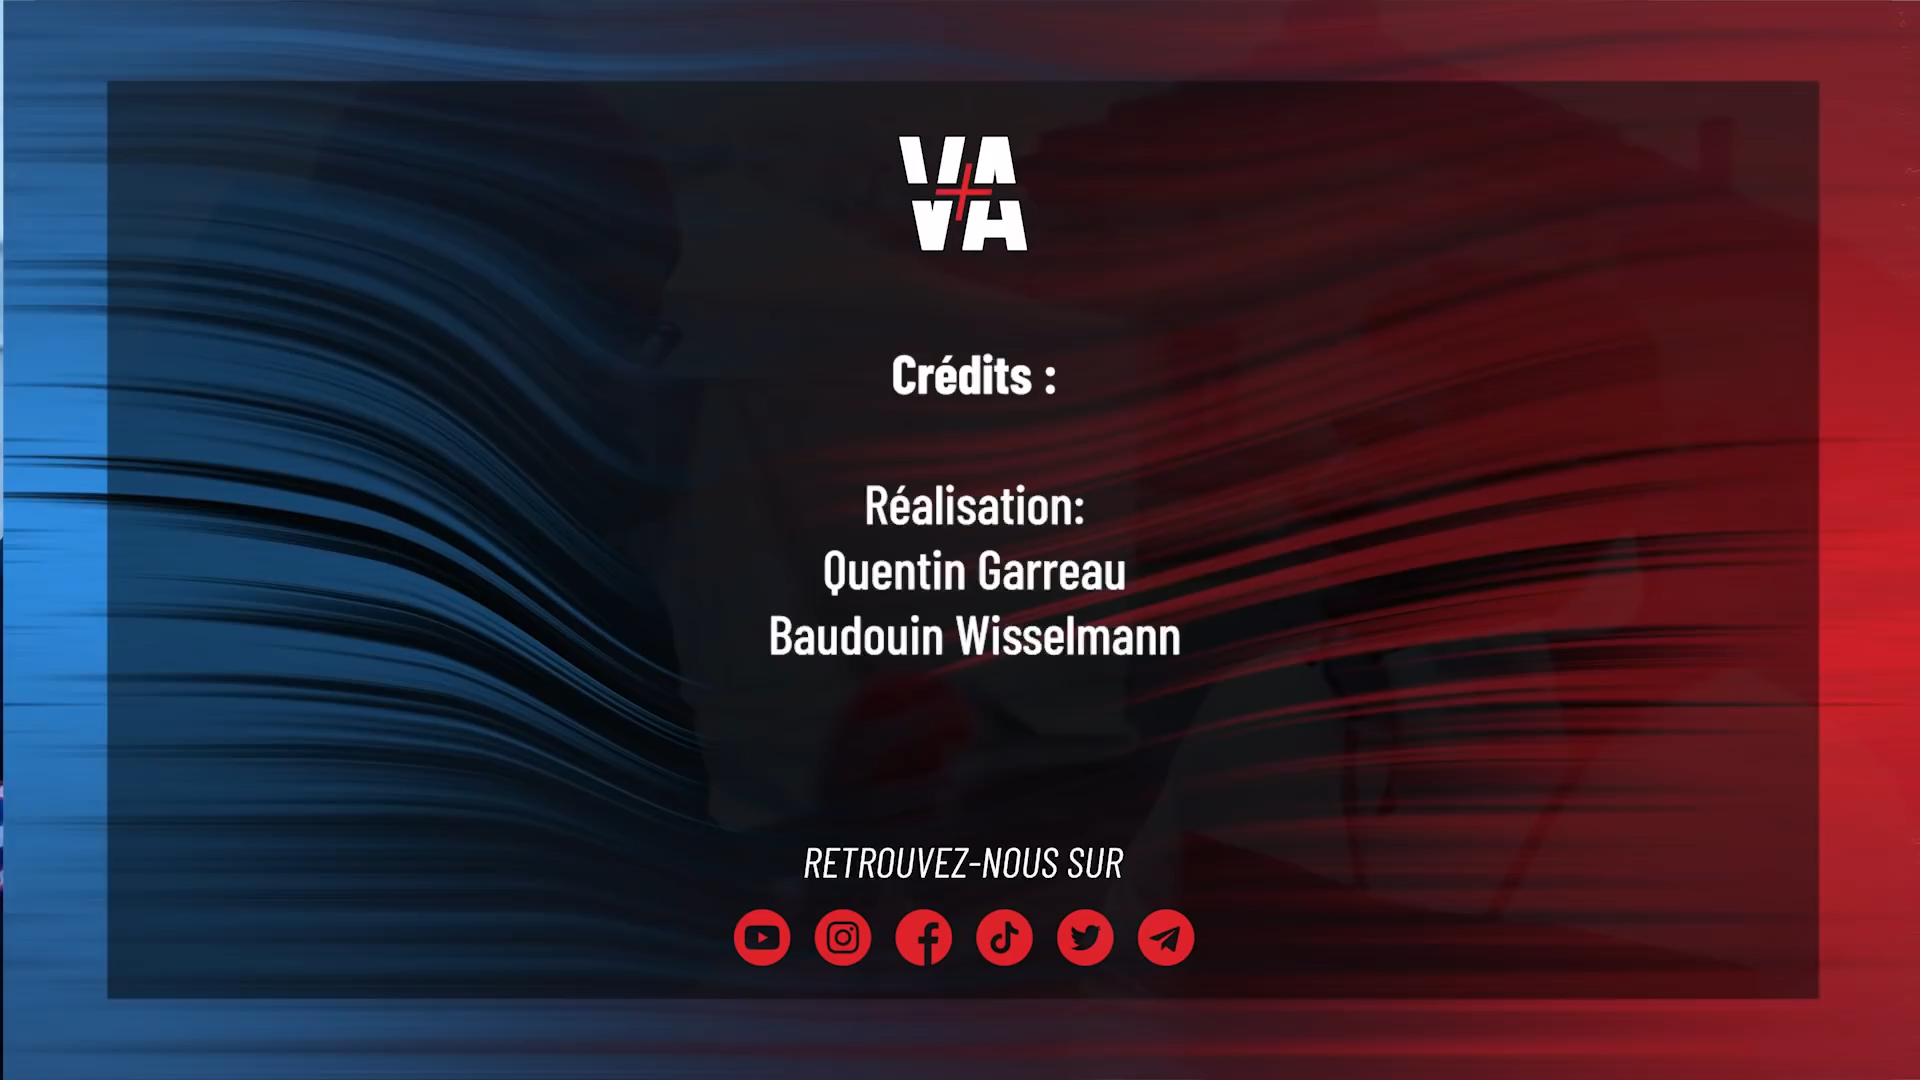 V+A
Crédits :
Réalisation:
Quentin Garreau
Baudouin Wisselmann
RETROUVEZ-NOUS SUR